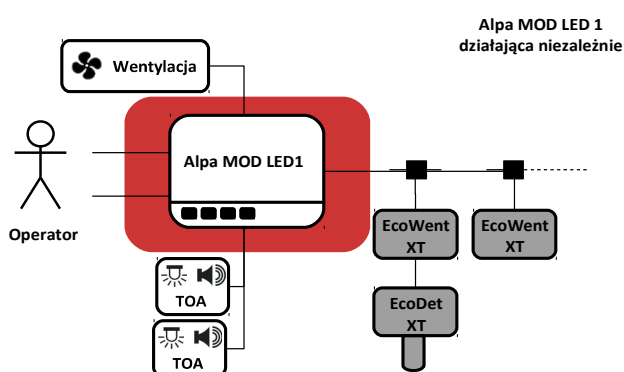 Alpa MOD LED 1
działająca niezależnie
Wentylacja
Alpa MOD LED1
Operator
EcoWent
XT
EcoWent
XT
TOA
EcoDet
XT
TOA